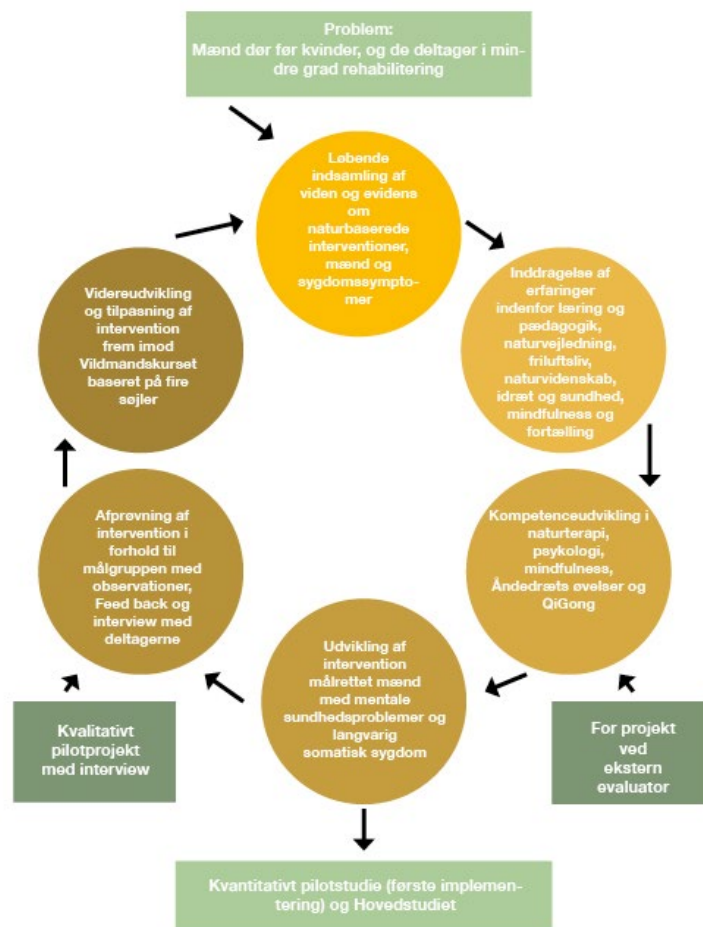 Problem:
Mænd dør før kvinder, og de deltager i min-
dre grad rehabilitering
Løbende
indsamling af
viden og evidens
om
naturbaserede
interventioner,
mænd og
sygdomssympto-
mer
Inddragelse af
erfaringer
indenfor læring og
pædagogik,
naturvejledning,
friluftsliv,
naturvidenskab,
idræt og sundhed,
mindfulness og
fortælling
Kompetenceudvikling i
naturterapi,
psykologi,
mindfulness,
Åndedræts øvelser og
QiGong
For projekt
ved
ekstern
evaluator
Udvikling af
intervention
målrettet mænd
med mentale
sundhedsproblemer og
langvarig
somatisk sygdom
Kvantitativt pilotstudie (første implemen-
tering) og Hovedstudiet
Afprøvning af
intervention i
forhold til
målgruppen med
observationer,
Feed back og
interview med
deltagerne
Kvalitativt
pilotprojekt
med interview
Videreudvikling
og tilpasning af
intervention
frem imod
Vildmandskurset
baseret på fire
søjler